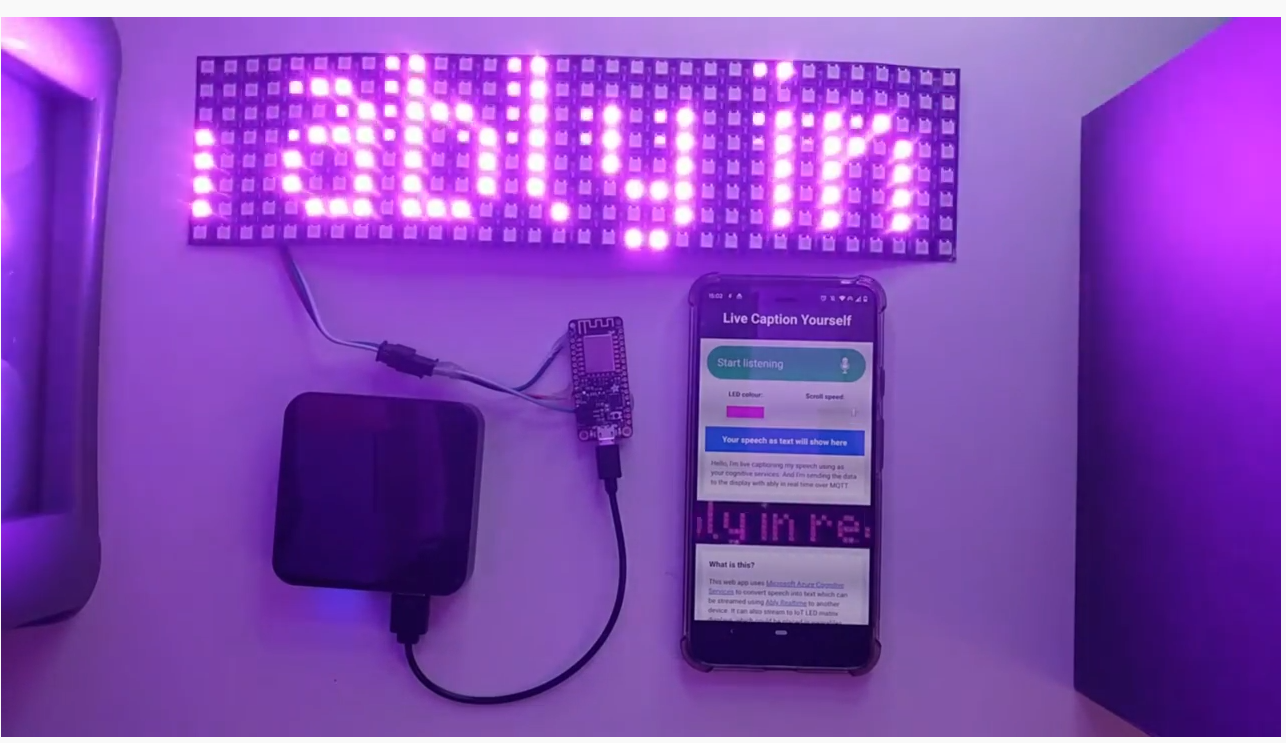 ably in
15:02
Live Caption Yourself
Start listening
LED colour:
Scroll speed:
Your speech as text will show here
Hello, I'm live captioning my speech using as
your cognitive services. And I'm sending the data
to the display with ably in real time over MQTT.
ly in re
What is this?
This web app uses Microsoft Azure Cognitive
Services to convert speech into text which can
be streamed using Ably Realtime to another
device. It can also stream to IoT LED matrix